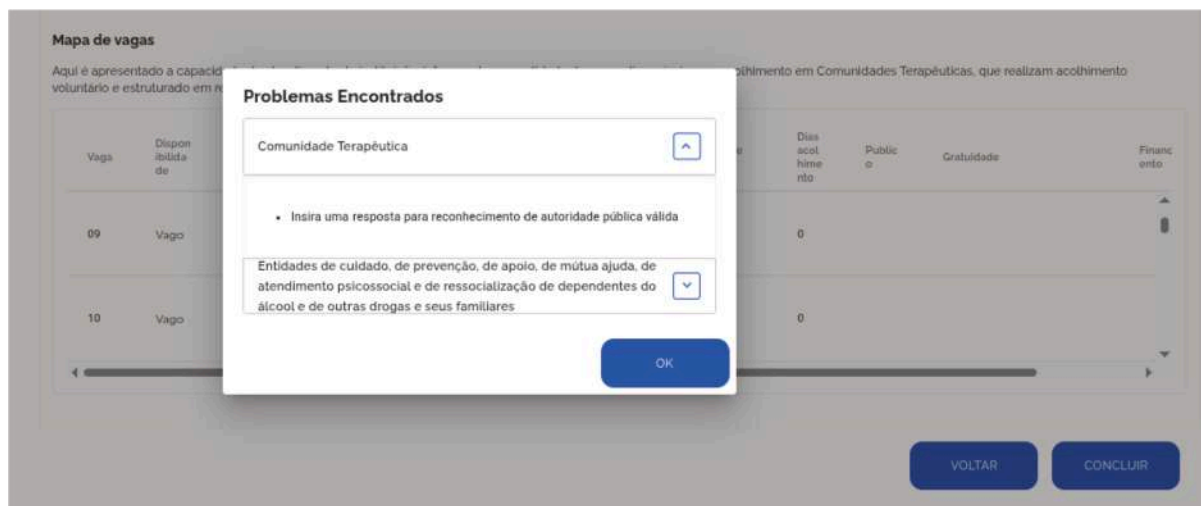 Mapa de vagas
Aqui é apresentado a capacid
olhimento em Comunidades Terapêuticas, que realizam acolhimento
voluntário e estruturado em re
Problemas Encontrados
Comunidade Terapêutica
Insira uma resposta para reconhecimento de autoridade pública válida
Entidades de cuidado, de prevenção, de apoio, de mútua ajuda, de
atendimento psicossocial e de ressocialização de dependentes do
álcool e de outras drogas e seus familiares
OK
Vaga
Dispon
ibilida
de
Dias
acol
hime
nto
Public
o
Gratuidade
Financ
ento
09
Vago
0
10
Vago
0
VOLTAR
CONCLUIR